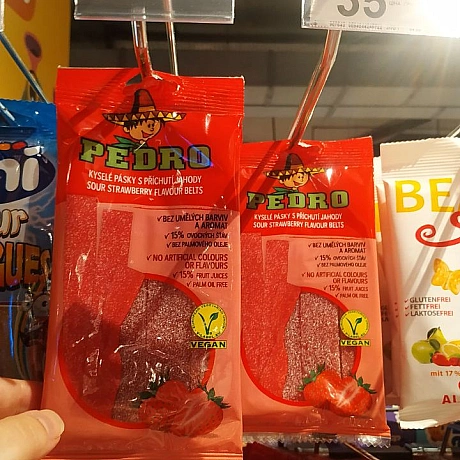 35
PEDRO
KYSELÉ PÁSKY S PŘÍCHUTÍ JAHODY
SOUR STRAWBERRY FLAVOUR BELTS
✓BEZ UMĚLÝCH BARVIV
A AROMAT
✓15% OVOCNÝCH ŠŤÁV
✓BEZ PALMOVÉHO OLEJE
✓NO ARTIFICIAL COLOURS
OR FLAVOURS
✓15% FRUIT JUICES
✓PALM OIL FREE
VEGAN
PEDRO
KYSELÉ PÁSKY S PŘÍCHUTÍ JAHODY
SOUR STRAWBERRY FLAVOUR BELTS
✓BEZ UMĚLÝCH BARVIV
A AROMAT
✓15% OVOCNÝCH ŠŤÁV
✓BEZ PALMOVÉHO OLEJE
✓NO ARTIFICIAL COLOURS
OR FLAVOURS
✓15% FRUIT JUICES
✓PALM OIL FREE
VEGAN
BE
✓GLUTENFREI
✓FETTFREI
✓LAKTOSEFREI
MIT 17%
AL